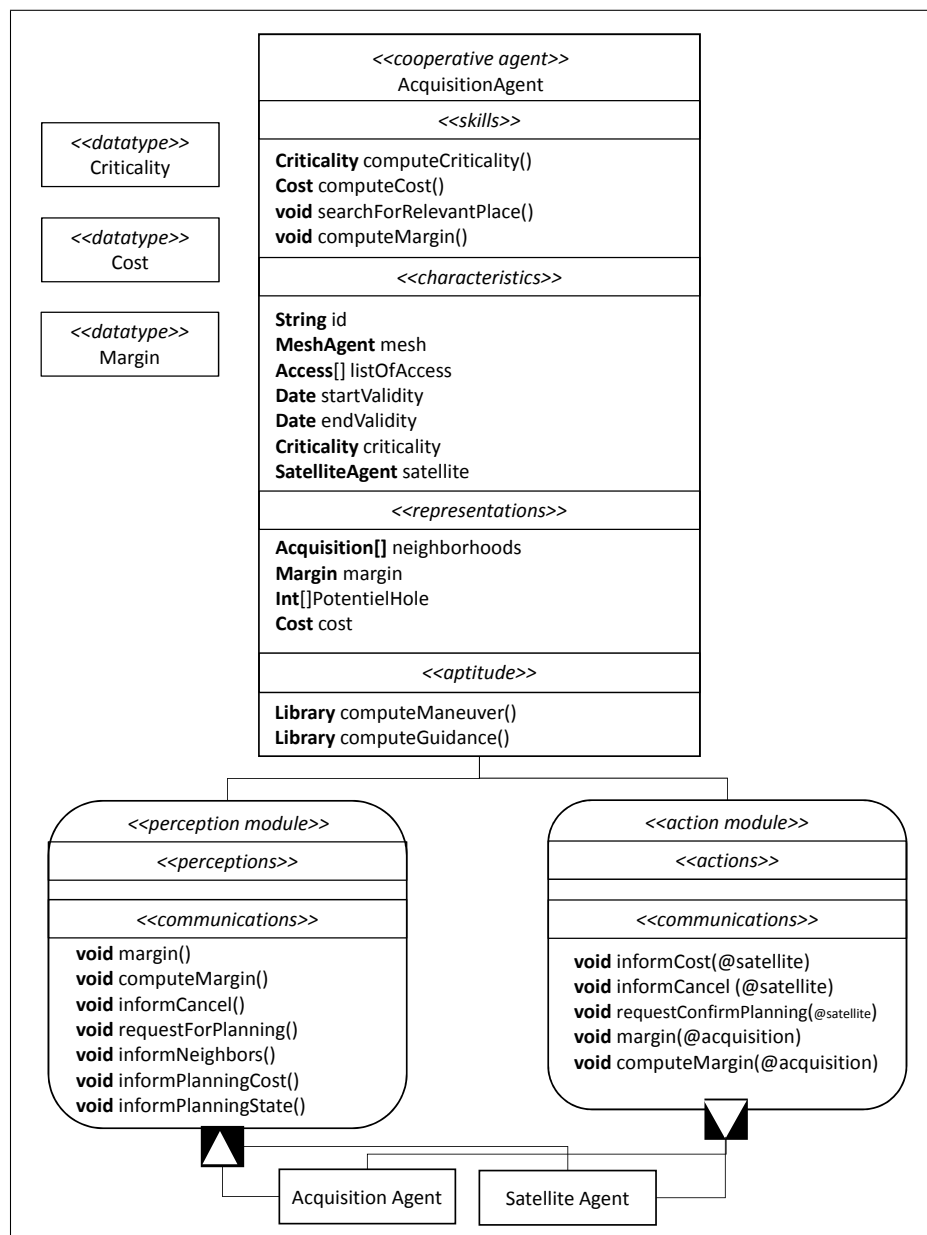 <<cooperative agent>>
AcquisitionAgent
<<skills>>
Criticality computeCriticality()
Cost computeCost()
void searchForRelevantPlace()
void computeMargin()
<<characteristics>>
String id
MeshAgent mesh
Access[] listOfAccess
Date startValidity
Date endValidity
Criticality criticality
SatelliteAgent satellite
<<representations>>
Acquisition[] neighborhoods
Margin margin
Int[]PotentielHole
Cost cost
<<aptitude>>
Library computeManeuver()
Library computeGuidance()
<<datatype>>
Criticality
<<datatype>>
Cost
<<datatype>>
Margin
<<perception module>>
<<perceptions>>
<<communications>>
void margin()
void computeMargin()
void informCancel()
void requestForPlanning()
void informNeighbors()
void informPlanningCost()
void informPlanningState()
<<action module>>
<<actions>>
<<communications>>
void informCost(@satellite)
void informCancel (@satellite)
void requestConfirmPlanning(@satellite)
void margin(@acquisition)
void computeMargin(@acquisition)
Acquisition Agent
Satellite Agent